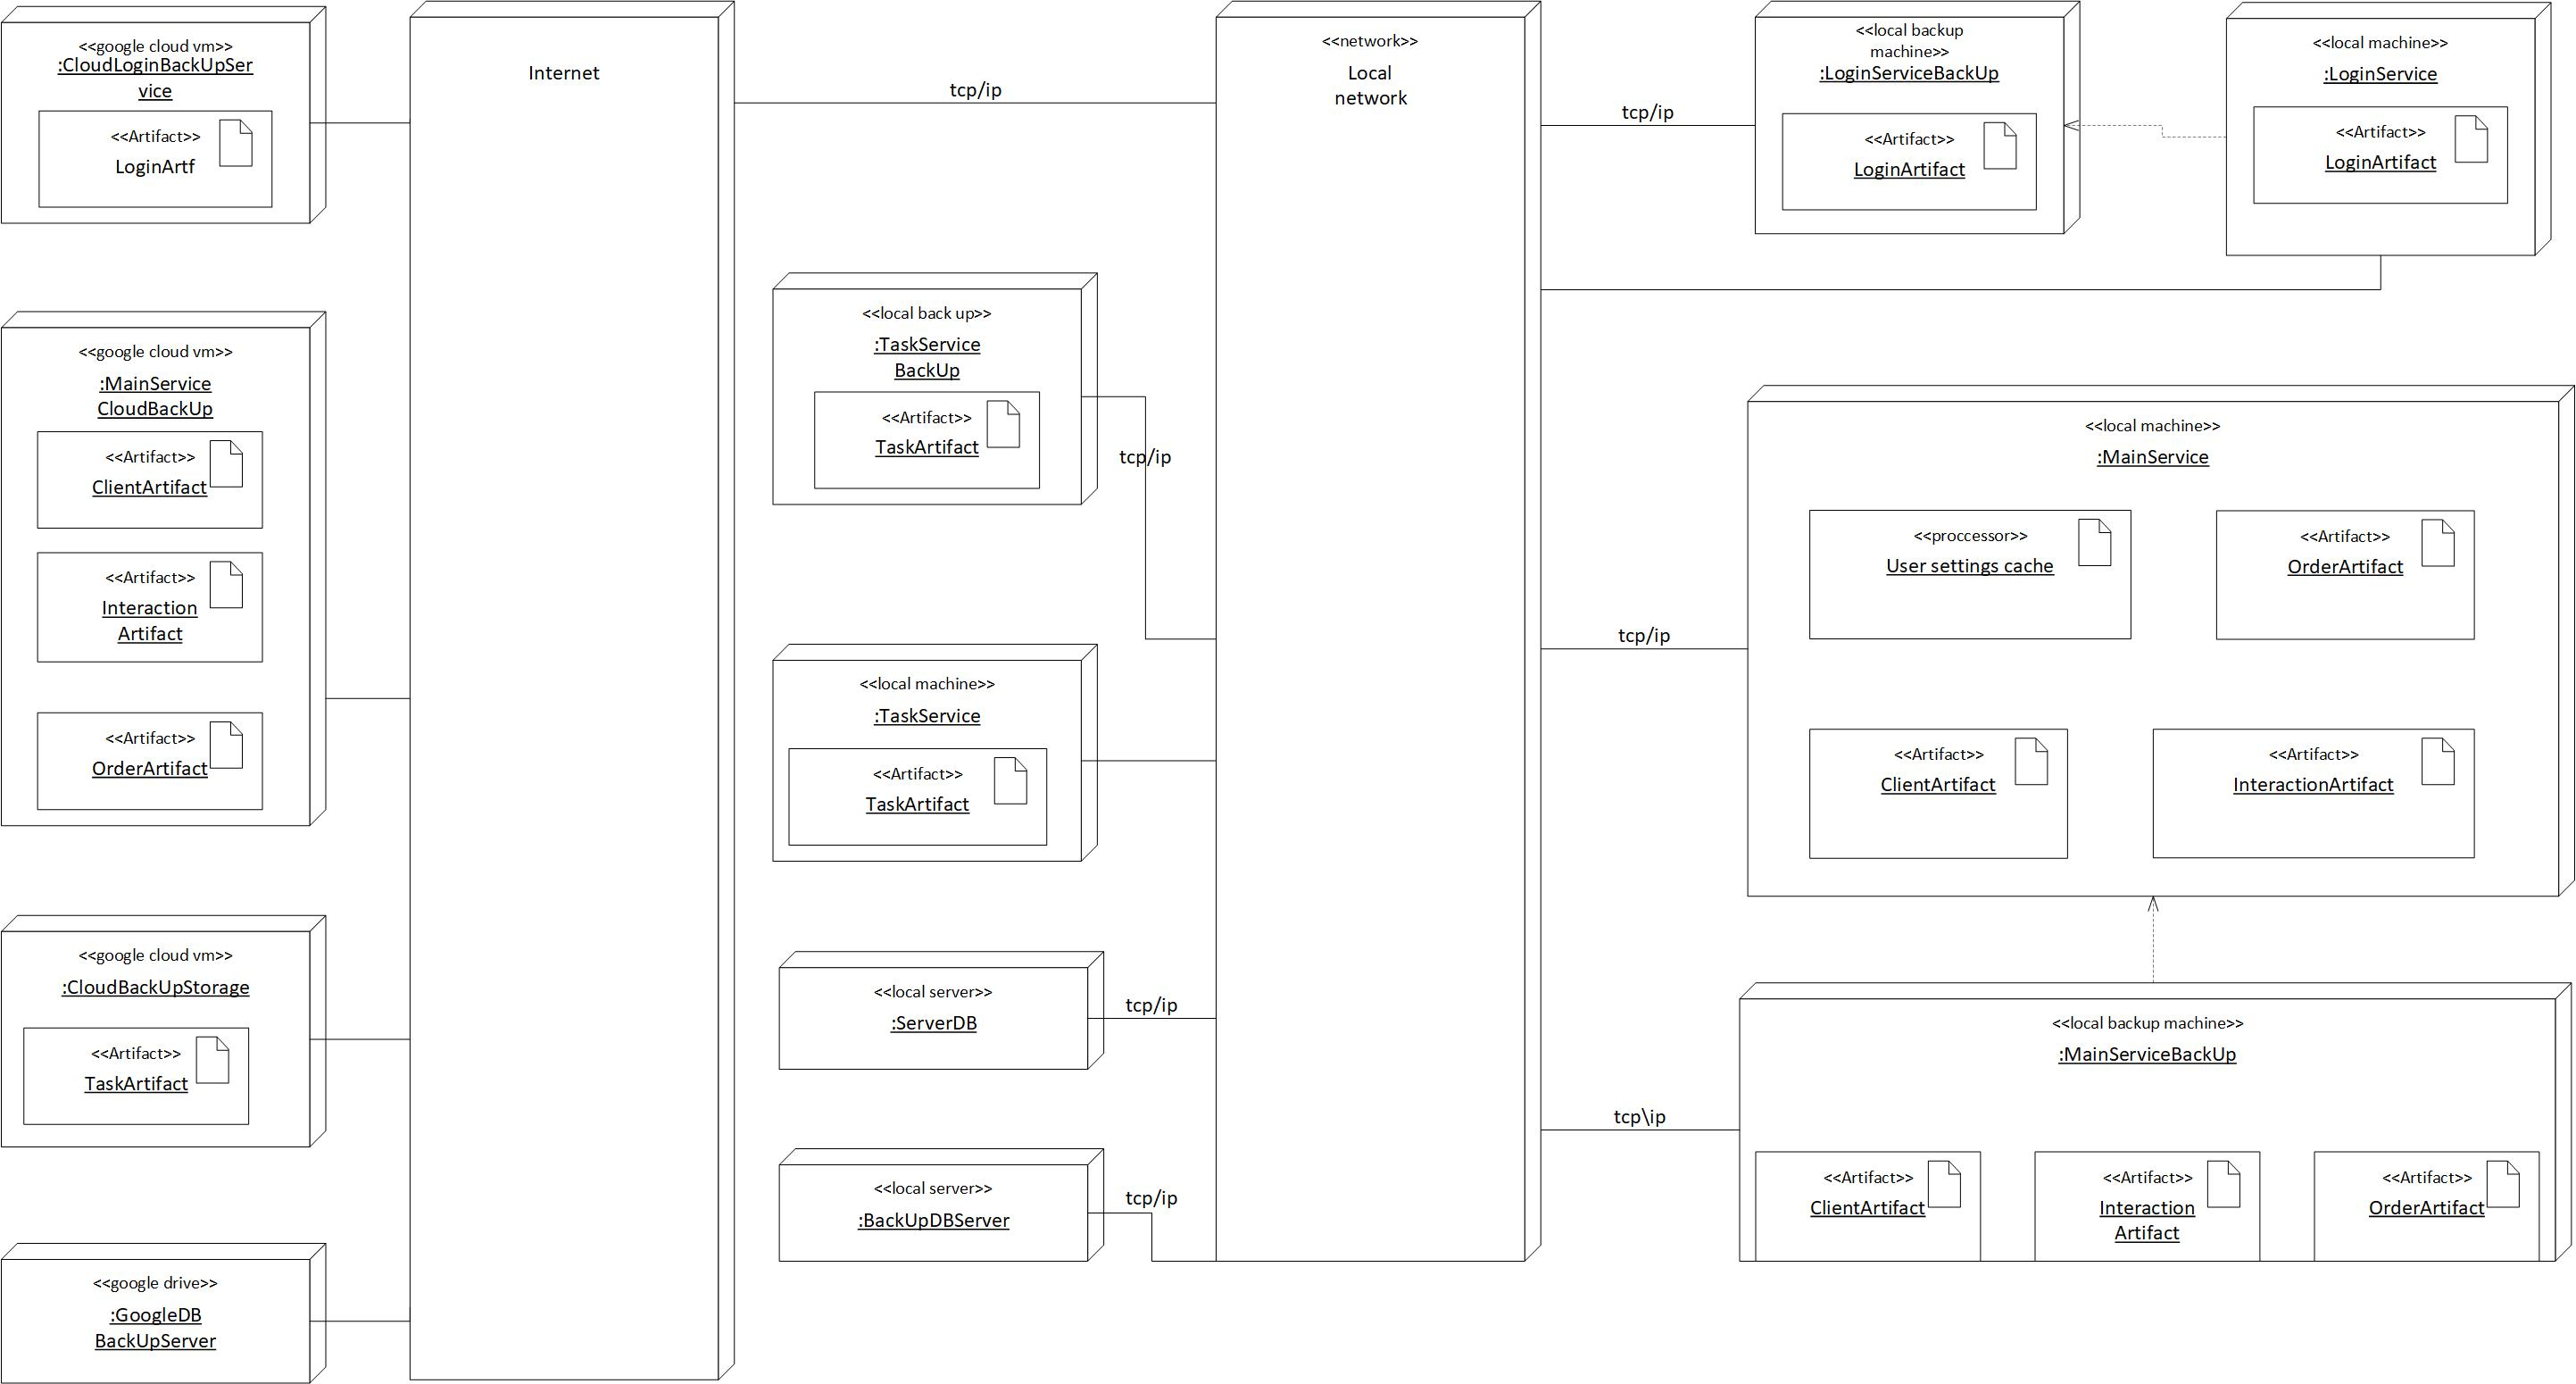 <<google cloud vm>>
:CloudLoginBackUpSer
vice
<<Artifact>>
LoginArtf
<<google cloud vm>>
:MainService
CloudBackUp
<<Artifact>>
ClientArtifact
<<Artifact>>
Interaction
Artifact
<<Artifact>>
OrderArtifact
<<google cloud vm>>
:CloudBackUpStorage
<<Artifact>>
TaskArtifact
<<google drive>>
:GoogleDB
BackUpServer
Internet
tcp/ip
<<local back up>>
:TaskService
BackUp
<<Artifact>>
TaskArtifact
tcp/ip
<<local machine>>
:TaskService
<<Artifact>>
TaskArtifact
<<local server>>
:ServerDB
tcp/ip
<<local server>>
:BackUpDBServer
tcp/ip
<<network>>
Local
network
tcp/ip
<<local backup
machine>>
:LoginServiceBackUp
<<Artifact>>
LoginArtifact
<<local machine>>
:LoginService
<<Artifact>>
LoginArtifact
tcp/ip
<<local machine>>
:MainService
<<proccessor>>
User settings cache
<<Artifact>>
OrderArtifact
<<Artifact>>
ClientArtifact
<<Artifact>>
InteractionArtifact
tcp\ip
<<local backup machine>>
:MainServiceBackUp
<<Artifact>>
ClientArtifact
<<Artifact>>
Interaction
Artifact
<<Artifact>>
OrderArtifact